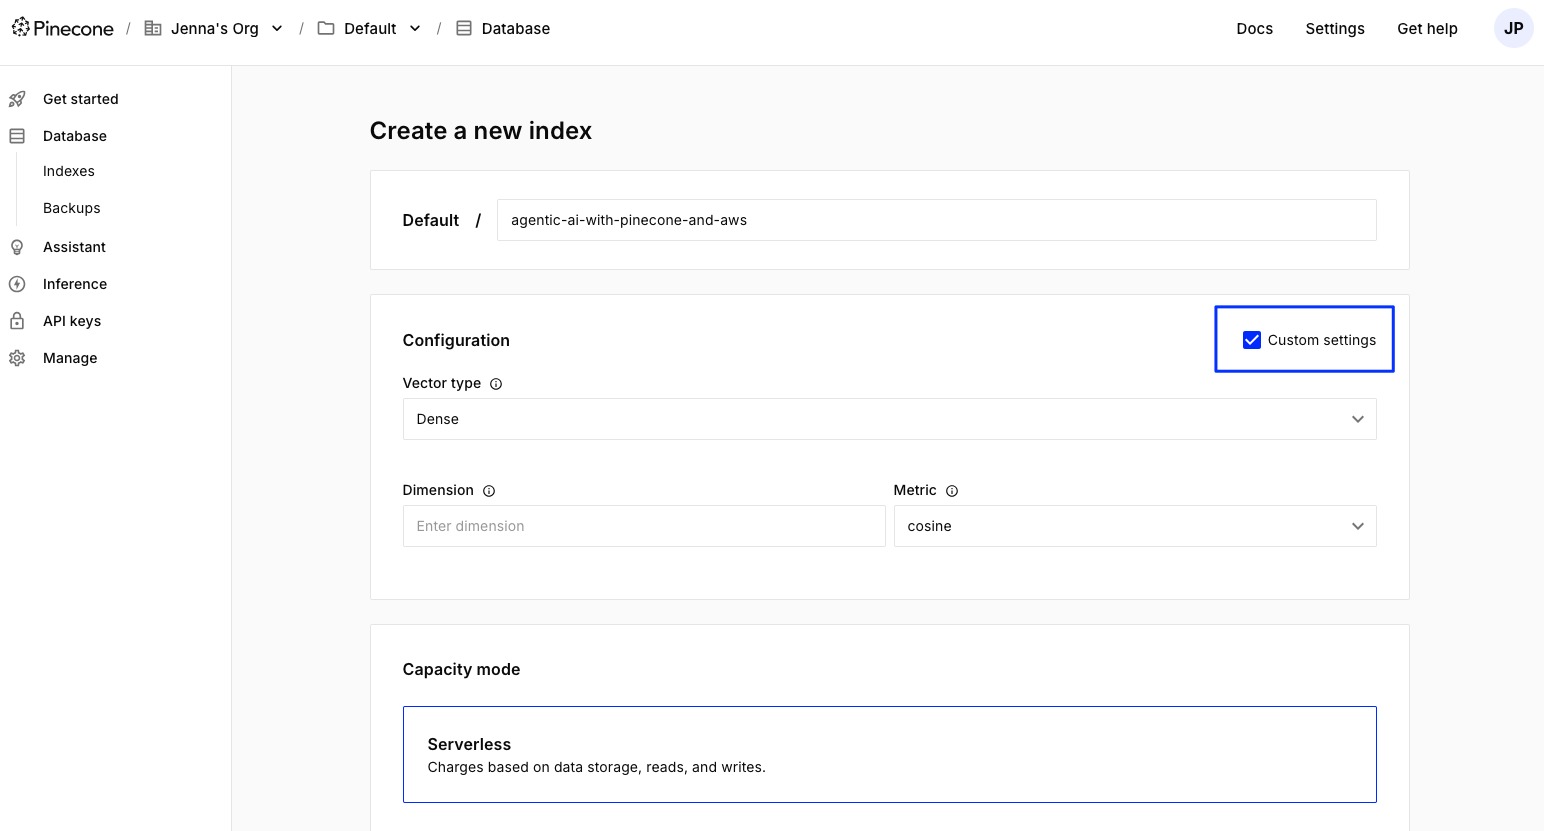 Pinecone / Jenna's Org / Default / Database
Docs Settings Get help JP
Get started
Database
Indexes
Backups
Assistant
Inference
API keys
Manage
Create a new index
Default / agentic-ai-with-pinecone-and-aws
Configuration
Custom settings
Vector type
Dense
Dimension
Enter dimension
Metric
cosine
Capacity mode
Serverless
Charges based on data storage, reads, and writes.